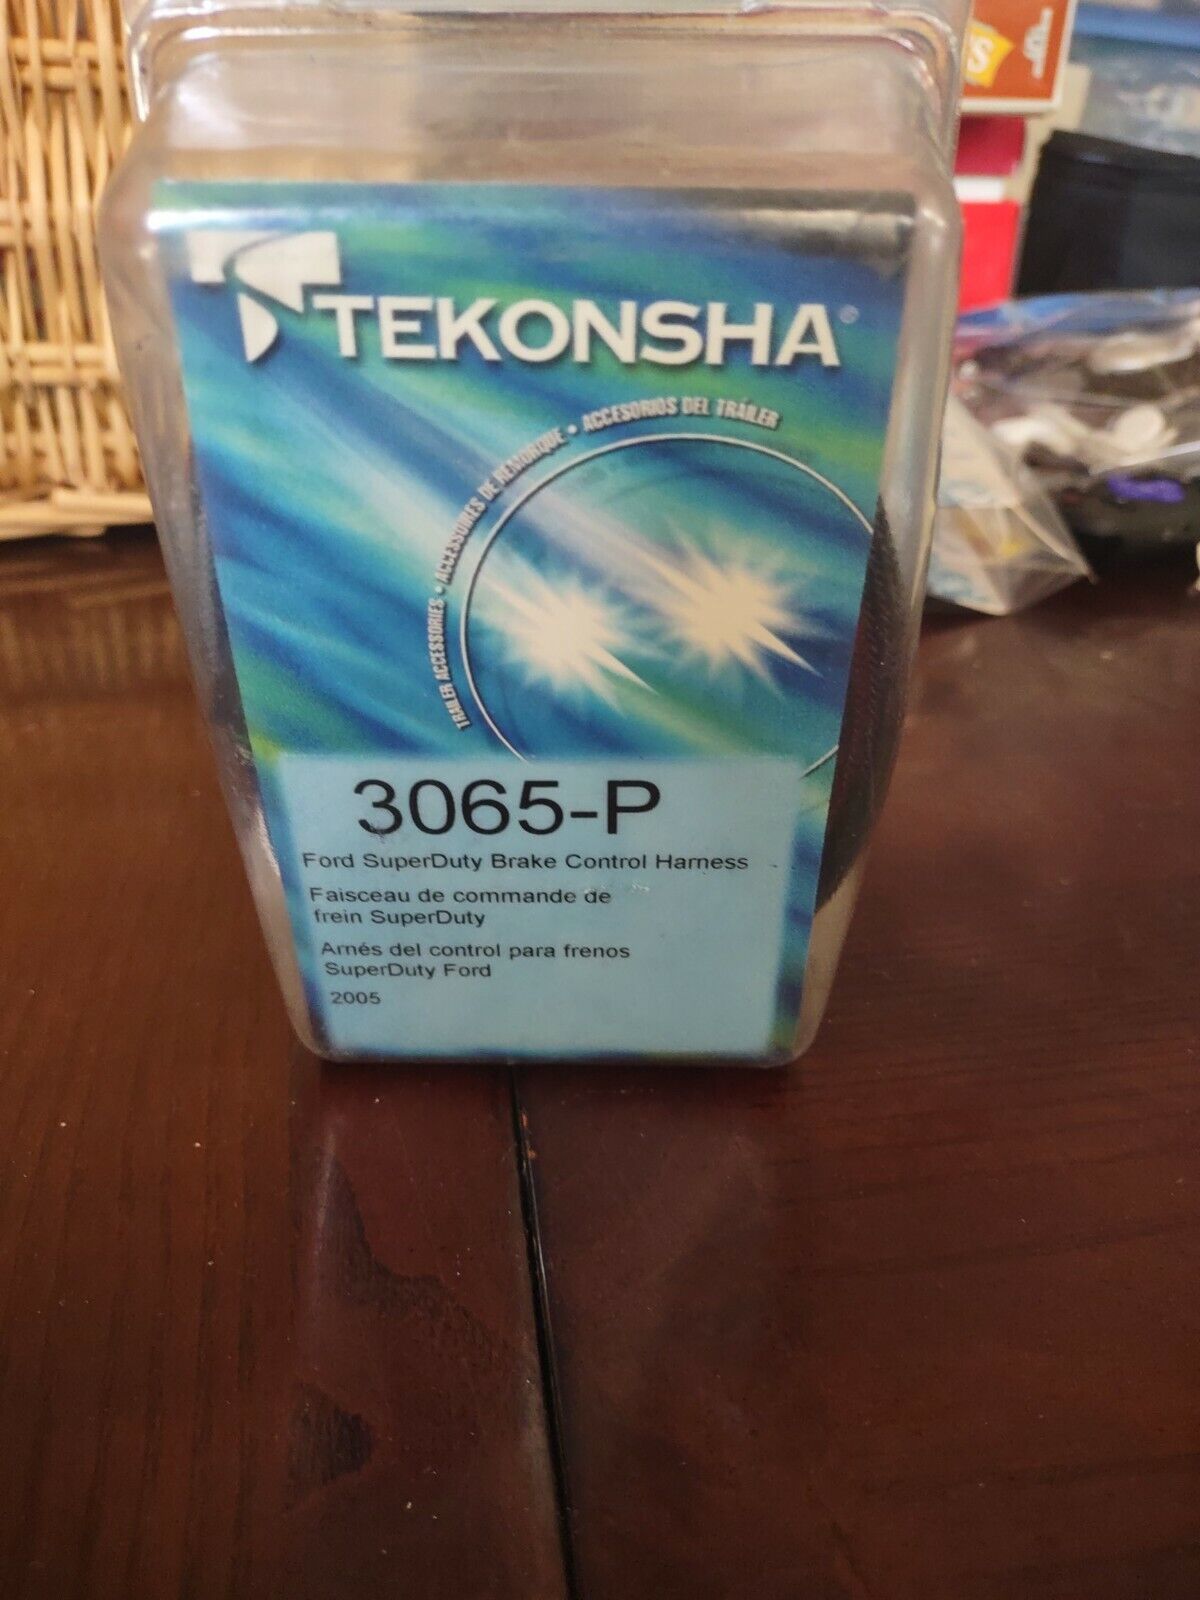 TEKONSHA®
TRAILER ACCESSORIES • ACCESSOIRES DE REMORQUE • ACCESORIOS DEL TRÁILER
3065-P
Ford SuperDuty Brake Control Harness
Faisceau de commande de
frein SuperDuty
Arnés del control para frenos
SuperDuty Ford
2005